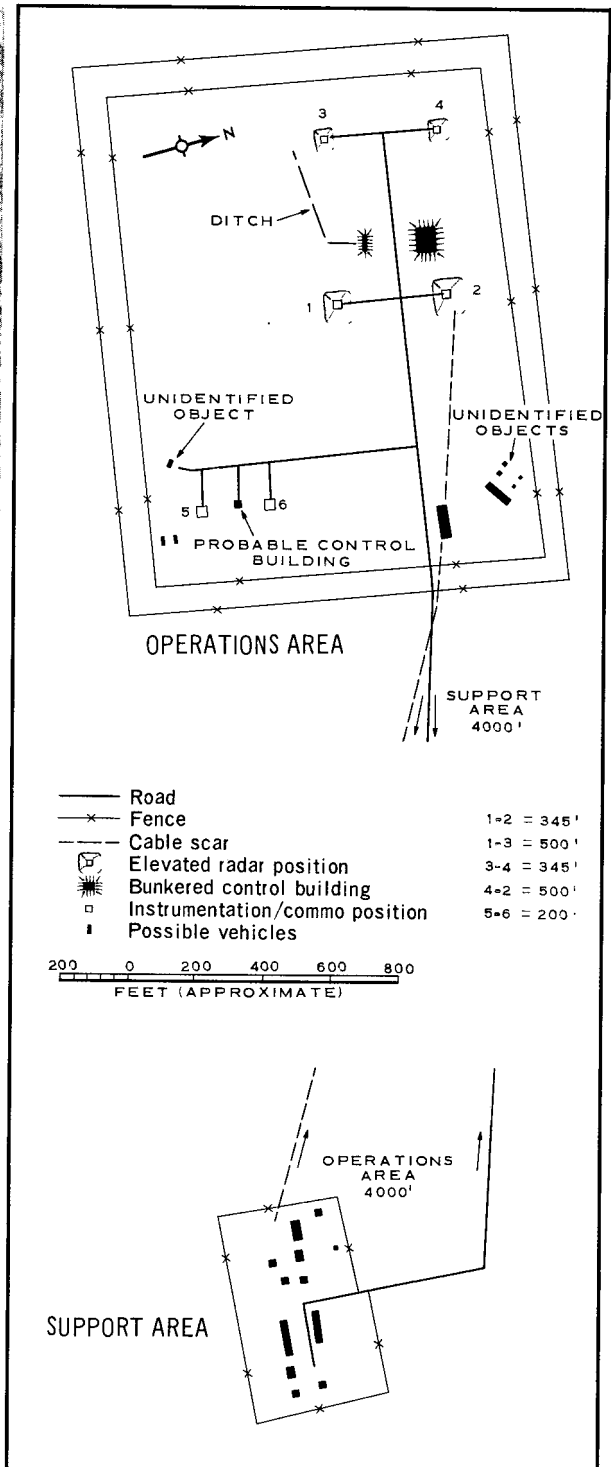 3
4
N
DITCH
1
2
UNIDENTIFIED
OBJECT
UNIDENTIFIED
OBJECTS
5
6
PROBABLE CONTROL
BUILDING
OPERATIONS AREA
SUPPORT
AREA
4000'
Road
Fence
Cable scar
Elevated radar position
Bunkered control building
Instrumentation/commo position
Possible vehicles
1-2 = 345'
1-3 = 500'
3-4 = 345'
4-2 = 500'
5-6 = 200'
200 0 200 400 600 800
FEET (APPROXIMATE)
OPERATIONS
AREA
4000'
SUPPORT AREA